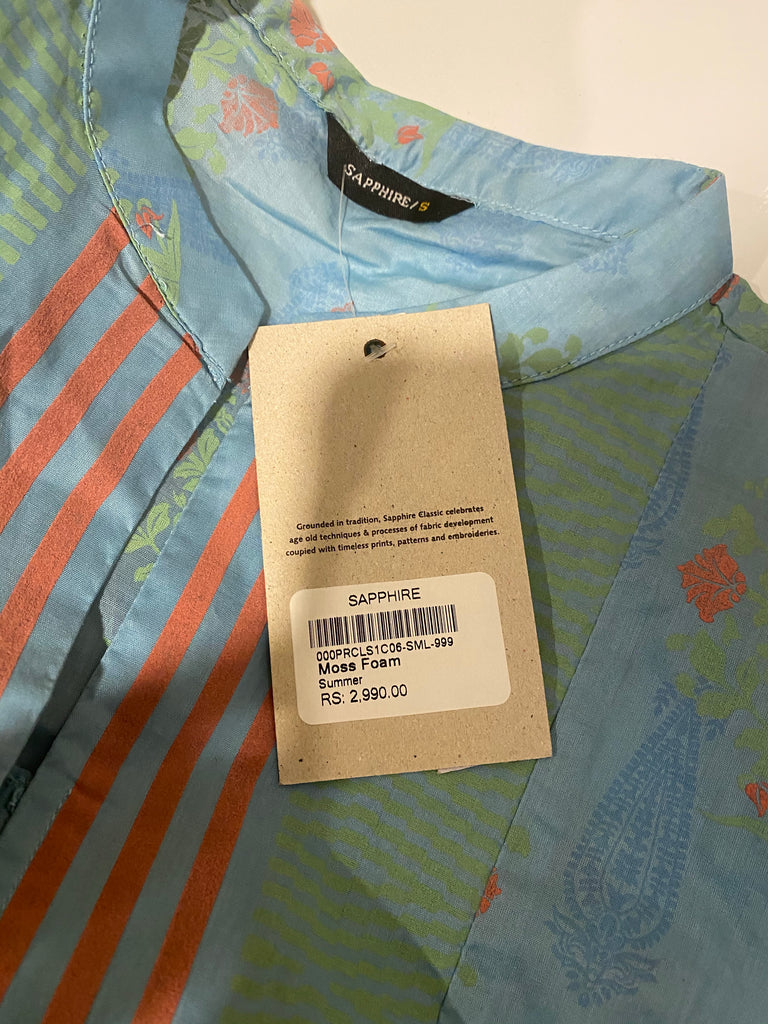 SAPPHIRE/S
Grounded in tradition, Sapphire Classic celebrates
age old techniques & processes of fabric development
coupled with timeless prints, patterns and embroideries.
SAPPHIRE
000PRCLS1C06-SML-999
Moss Foam
Summer
RS: 2,990.00